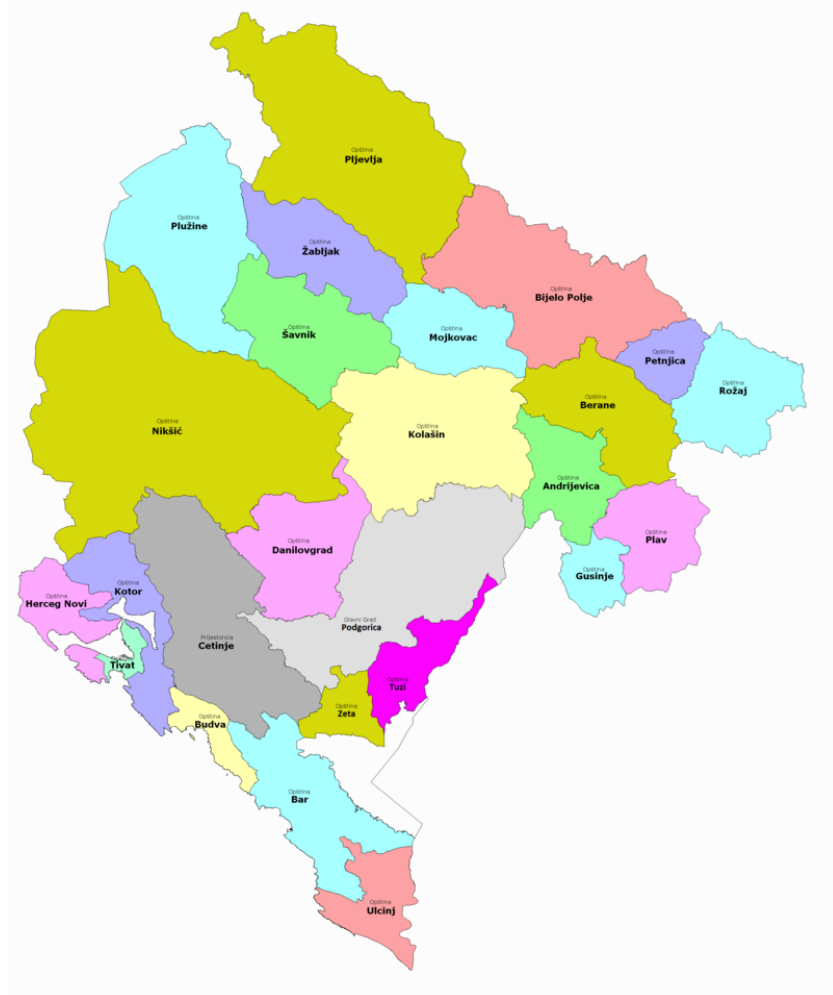 Opština
Pljevlja
Opština
Plužine
Opština
Žabljak
Opština
Bijelo Polje
Opština
Šavnik
Opština
Mojkovac
Opština
Petnjica
Opština
Rožaj
Opština
Berane
Opština
Nikšić
Opština
Kolašin
Opština
Andrijevica
Opština
Plav
Opština
Danilovgrad
Opština
Gusinje
Opština
Kotor
Opština
Herceg Novi
Glavni Grad
Podgorica
Prijestonica
Cetinje
Tivat
Opština
Tuzi
Opština
Zeta
Opština
Budva
Opština
Bar
Opština
Ulcinj